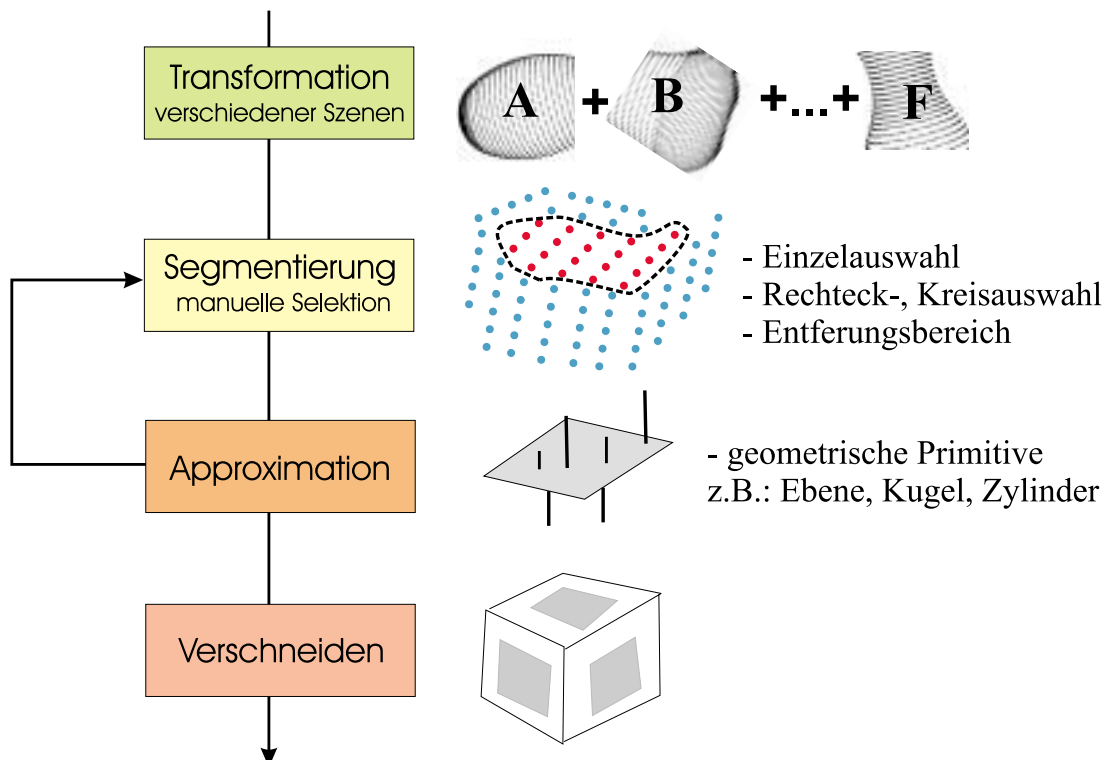 Transformation
verschiedener Szenen
A + B +...+ F
Segmentierung
manuelle Selektion
- Einzelauswahl
- Rechteck-, Kreisauswahl
- Entferungsbereich
Approximation
- geometrische Primitive
z.B.: Ebene, Kugel, Zylinder
Verschneiden